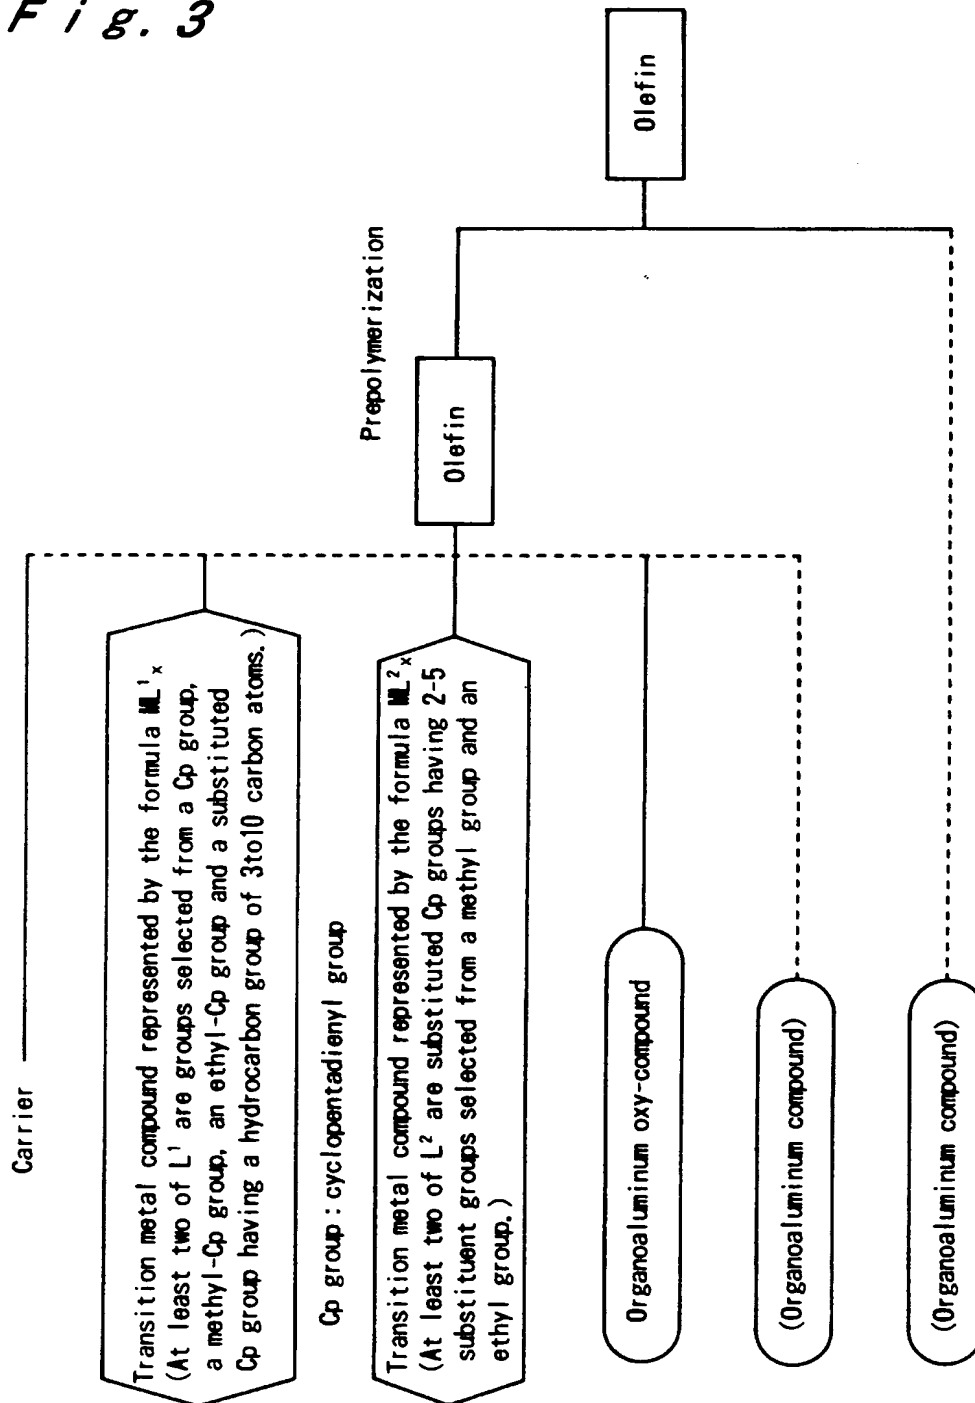 Fig. 3
Carrier
Transition metal compound represented by the formula ML¹ₓ
(At least two of L¹ are groups selected from a Cp group,
a methyl-Cp group, an ethyl-Cp group and a substituted
Cp group having a hydrocarbon group of 3to10 carbon atoms.)
Cp group : cyclopentadienyl group
Transition metal compound represented by the formula ML²ₓ
(At least two of L² are substituted Cp groups having 2-5
substituent groups selected from a methyl group and an
ethyl group.)
Organoaluminum oxy-compound
(Organoaluminum compound)
(Organoaluminum compound)
Prepolymerization
Olefin
Olefin